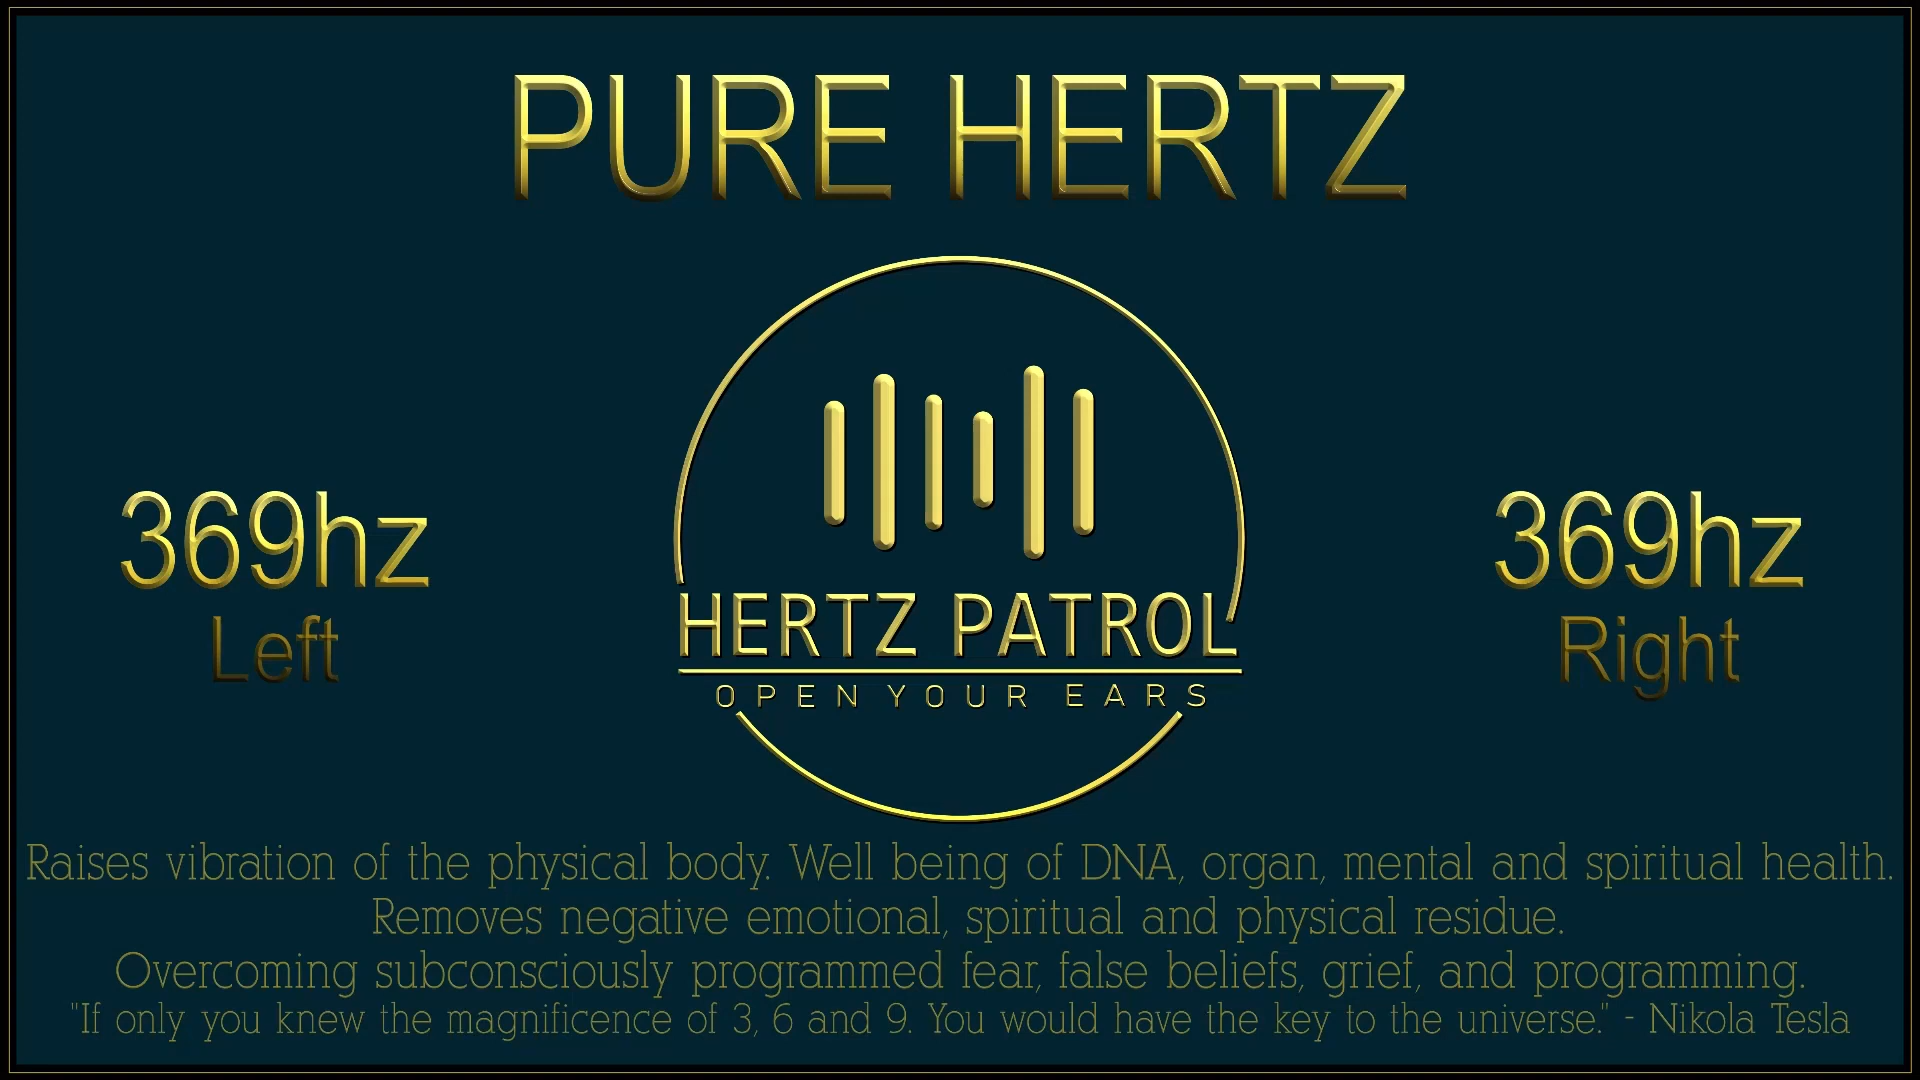 PURE HERTZ
369hz
Left
HERTZ PATROL
OPEN YOUR EARS
369hz
Right
Raises vibration of the physical body. Well being of DNA, organ, mental and spiritual health.
Removes negative emotional, spiritual and physical residue.
Overcoming subconsciously programmed fear, false beliefs, grief, and programming.
"If only you knew the magnificence of 3, 6 and 9. You would have the key to the universe." - Nikola Tesla